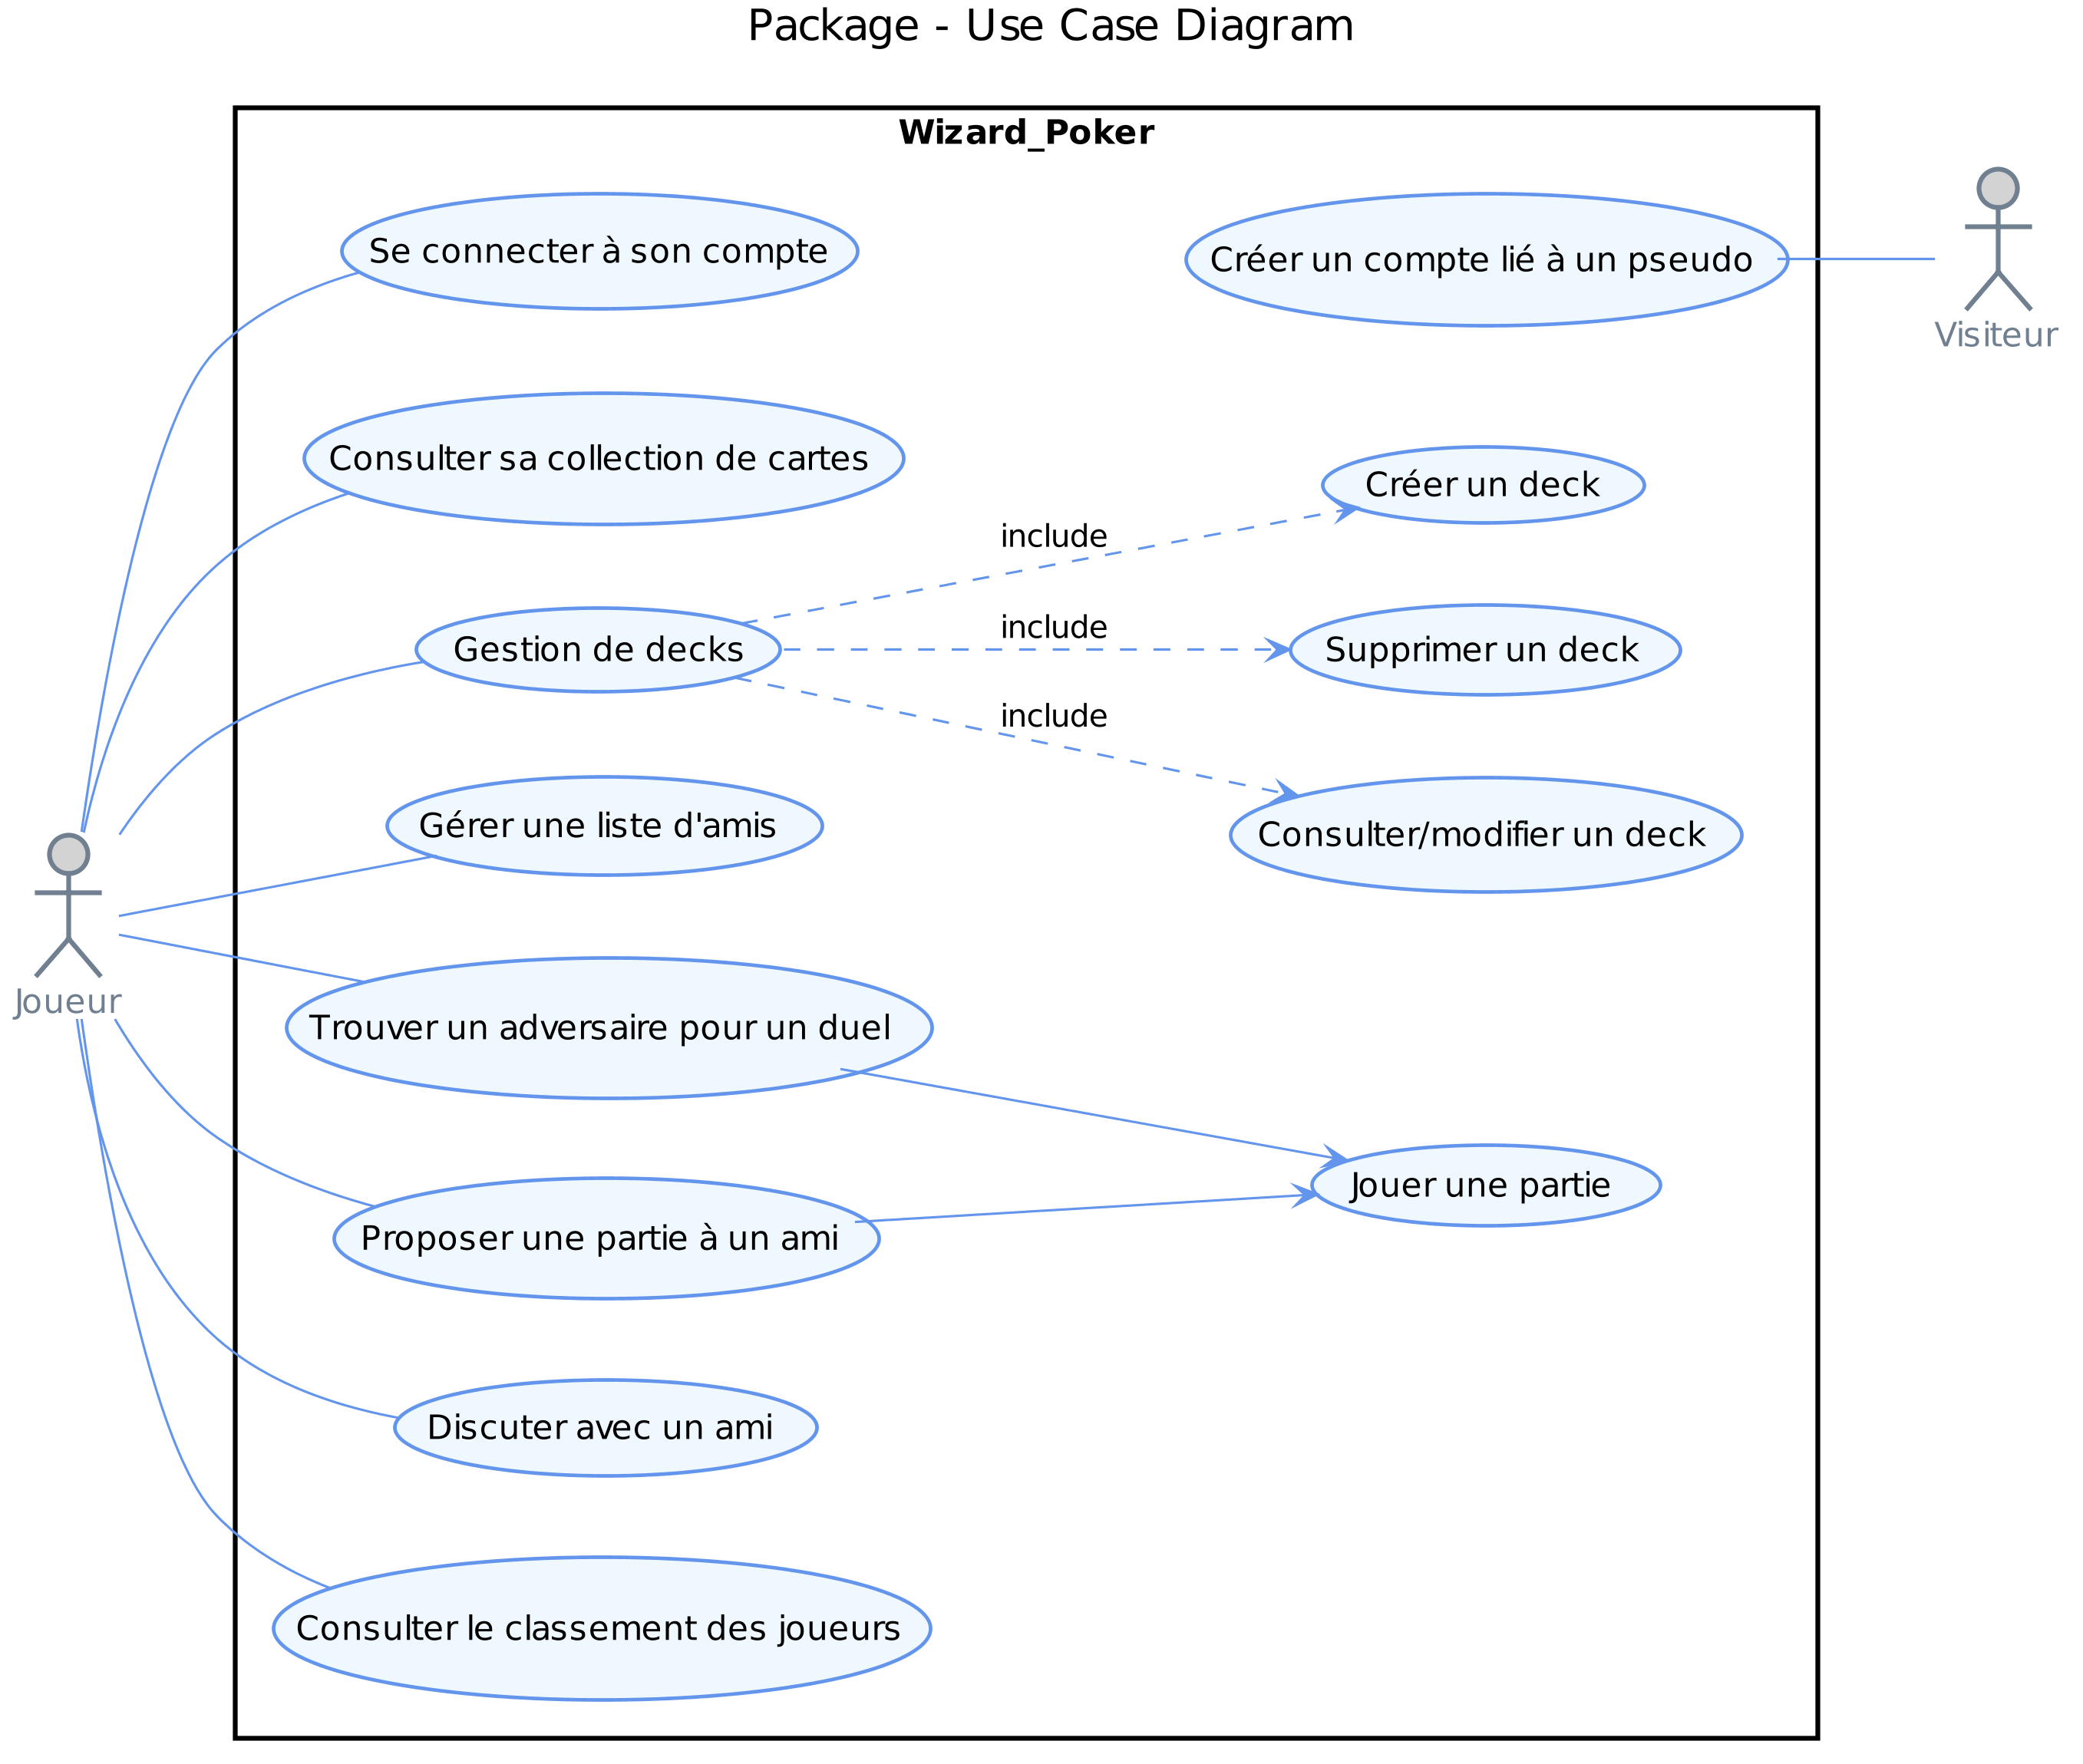 Package - Use Case Diagram
Wizard_Poker
Se connecter à son compte
Créer un compte lié à un pseudo
Visiteur
Consulter sa collection de cartes
Créer un deck
include
Gestion de decks
include
Supprimer un deck
include
Gérer une liste d'amis
Consulter/modifier un deck
Joueur
Trouver un adversaire pour un duel
Jouer une partie
Proposer une partie à un ami
Discuter avec un ami
Consulter le classement des joueurs